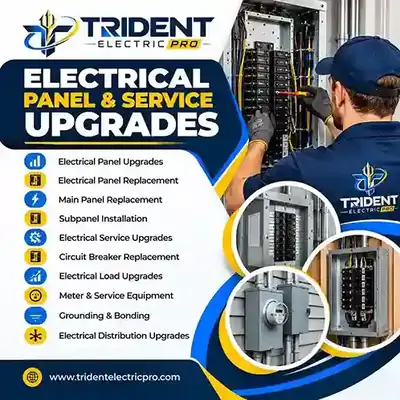 TRIDENT
ELECTRIC PRO
ELECTRICAL
PANEL & SERVICE
UPGRADES
Electrical Panel Upgrades
Electrical Panel Replacement
Main Panel Replacement
Subpanel Installation
Electrical Service Upgrades
Circuit Breaker Replacement
Electrical Load Upgrades
Meter & Service Equipment
Grounding & Bonding
Electrical Distribution Upgrades
www.tridentelectricpro.com
TRIDENT
ELECTRIC PRO